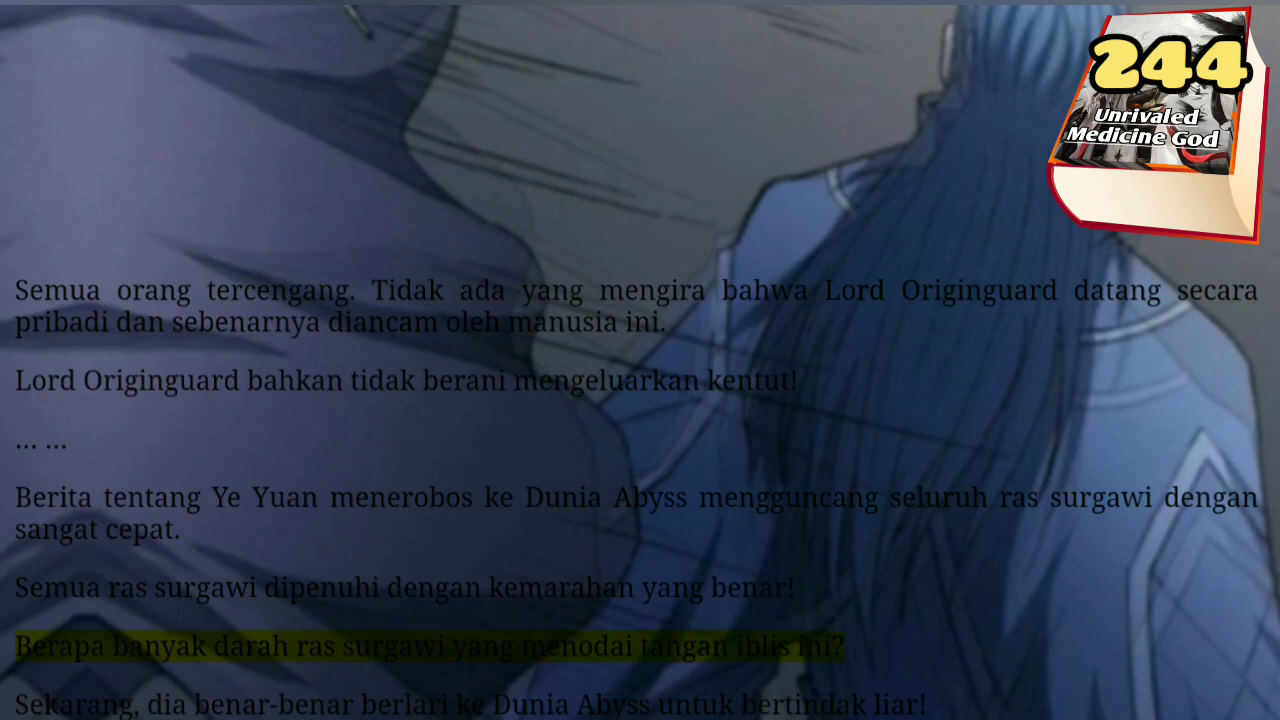 244
Unrivaled
Medicine God
Semua orang tercengang. Tidak ada yang mengira bahwa Lord Originguard datang secara
pribadi dan sebenarnya diancam oleh manusia ini.
Lord Originguard bahkan tidak berani mengeluarkan kentut!
... ...
Berita tentang Ye Yuan menerobos ke Dunia Abyss mengguncang seluruh ras surgawi dengan
sangat cepat.
Semua ras surgawi dipenuhi dengan kemarahan yang benar!
Berapa banyak darah ras surgawi yang menodai tangan iblis ini?
Sekarang, dia benar-benar berlari ke Dunia Abyss untuk bertindak liar!